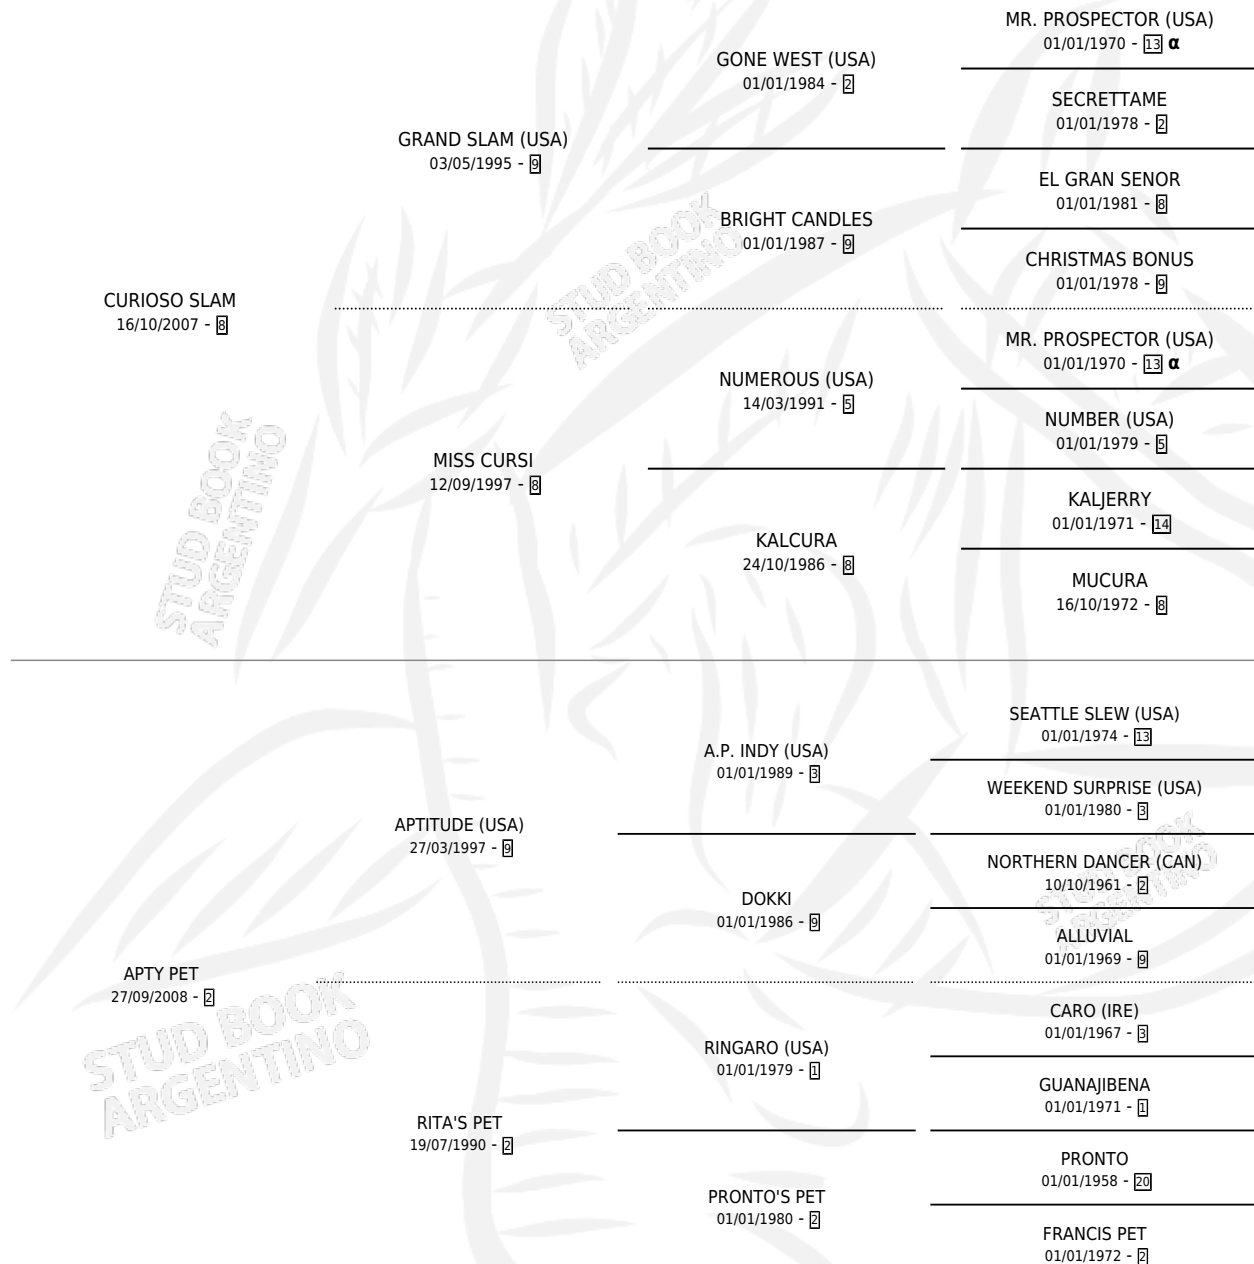 MR. PROSPECTOR (USA)
01/01/1970 - 13 α
GONE WEST (USA)
01/01/1984 - 2
SECRETTAME
01/01/1978 - 2
GRAND SLAM (USA)
03/05/1995 - 9
EL GRAN SENOR
01/01/1981 - 8
BRIGHT CANDLES
01/01/1987 - 9
CHRISTMAS BONUS
01/01/1978 - 9
STUD BOOK
ARGENTINO
CURIOSO SLAM
16/10/2007 - 8
MR. PROSPECTOR (USA)
01/01/1970 - 13 α
NUMEROUS (USA)
14/03/1991 - 5
NUMBER (USA)
01/01/1979 - 5
MISS CURSI
12/09/1997 - 8
KALJERRY
01/01/1971 - 14
KALCURA
24/10/1986 - 8
MUCURA
16/10/1972 - 8
STUD BOOK
ARGENTINO
SEATTLE SLEW (USA)
01/01/1974 - 13
A.P. INDY (USA)
01/01/1989 - 3
WEEKEND SURPRISE (USA)
01/01/1980 - 3
APTITUDE (USA)
27/03/1997 - 9
NORTHERN DANCER (CAN)
10/10/1961 - 2
DOKKI
01/01/1986 - 9
ALLUVIAL
01/01/1969 - 9
STUD BOOK
ARGENTINO
APTY PET
27/09/2008 - 2
STUD BOOK
ARGENTINO
CARO (IRE)
01/01/1967 - 3
RINGARO (USA)
01/01/1979 - 1
GUANAJIBENA
01/01/1971 - 1
RITA'S PET
19/07/1990 - 2
PRONTO
01/01/1958 - 20
PRONTO'S PET
01/01/1980 - 2
FRANCIS PET
01/01/1972 - 2